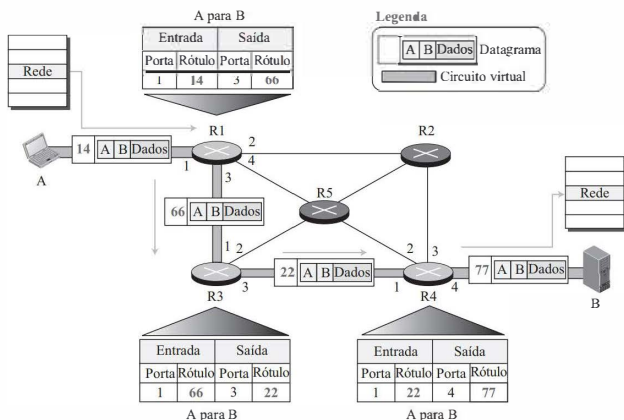 A para B
Entrada Saída
Porta Rótulo Porta Rótulo
1 14 3 66
Legenda
A B Dados Datagrama
Circuito virtual
Rede
14 A B Dados
A
R1
1
2
4
3
R2
Rede
66 A B Dados
R5
1
2
3
R3
22 A B Dados
2
3
1
4
R4
77 A B Dados
B
Entrada Saída
Porta Rótulo Porta Rótulo
1 66 3 22
A para B
Entrada Saída
Porta Rótulo Porta Rótulo
1 22 4 77
A para B